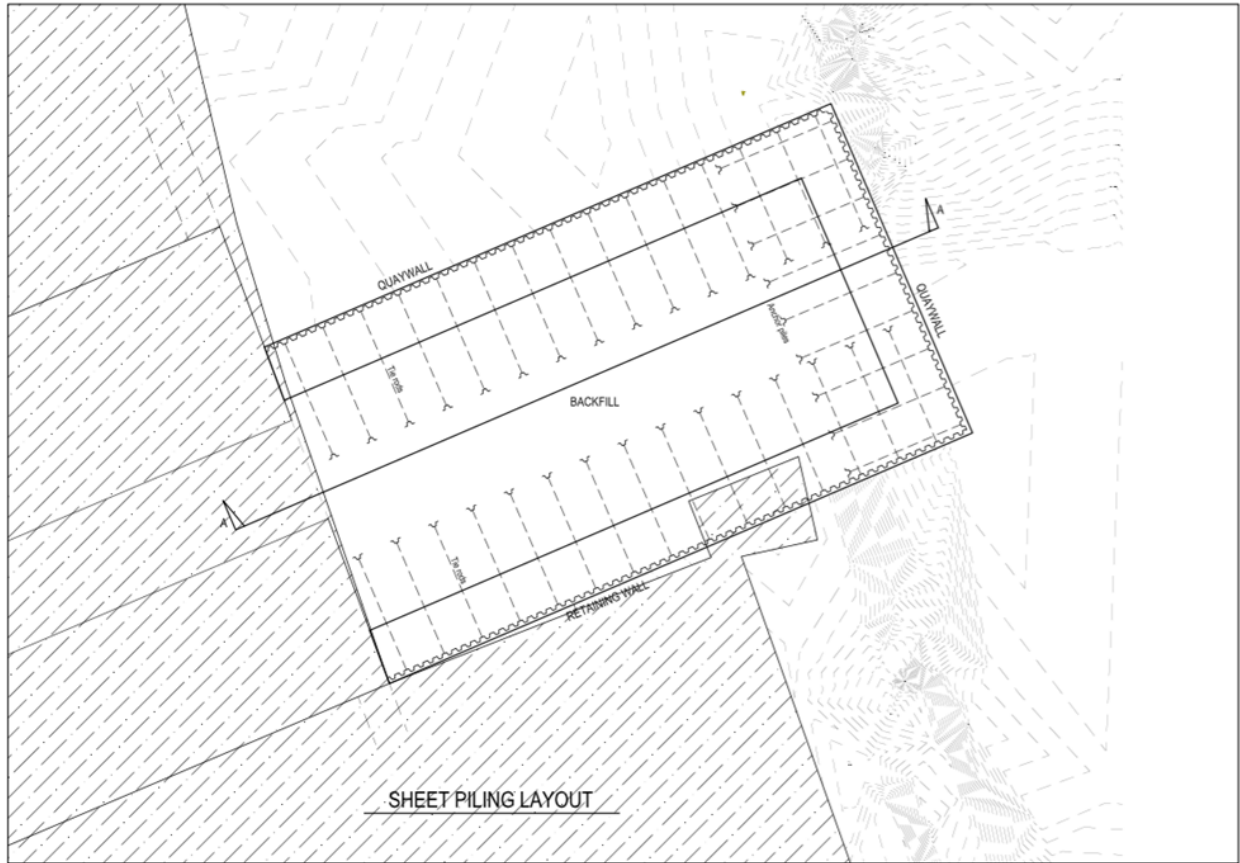 A
QUAYWALL
QUAYWALL
Anchor piles
Tie rods
BACKFILL
A
Tie rods
RETAINING WALL
SHEET PILING LAYOUT